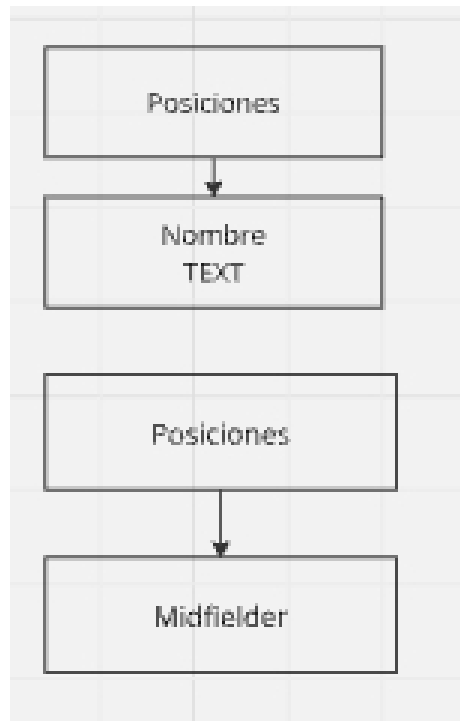 Posiciones
Nombre
TEXT
Posiciones
Midfielder